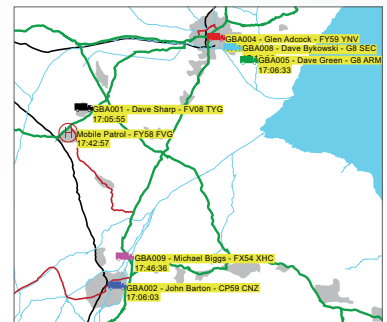 GBA004 - Glen Adcock - FY59 YNV
GBA008 - Dave Bykowski - G8 SEC
GBA005 - Dave Green - G8 ARM
17:06:33
GBA001 - Dave Sharp - FV08 TYG
17:05:55
Mobile Patrol - FY58 FVG
17:42:57
GBA009 - Michael Biggs - FX54 XHC
17:46:36
GBA002 - John Barton - CP59 CNZ
17:06:03